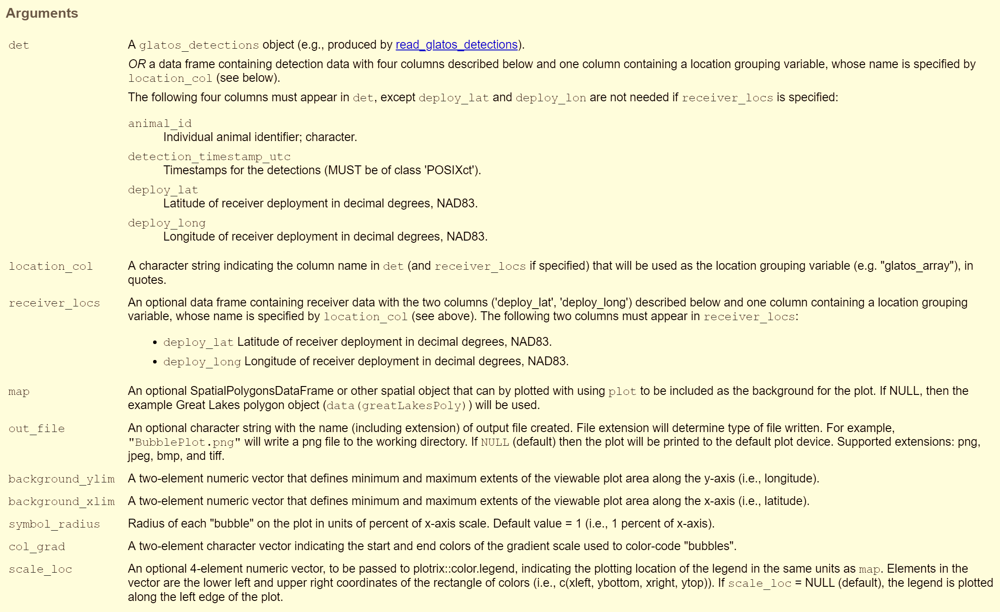 Arguments
det A glatos_detections object (e.g., produced by read_glatos_detections).
OR a data frame containing detection data with four columns described below and one column containing a location grouping variable, whose name is specified by
location_col (see below).
The following four columns must appear in det, except deploy_lat and deploy_lon are not needed if receiver_locs is specified:
animal_id
Individual animal identifier; character.
detection_timestamp_utc
Timestamps for the detections (MUST be of class 'POSIXct').
deploy_lat
Latitude of receiver deployment in decimal degrees, NAD83.
deploy_long
Longitude of receiver deployment in decimal degrees, NAD83.
location_col A character string indicating the column name in det (and receiver_locs if specified) that will be used as the location grouping variable (e.g. "glatos_array"), in
quotes.
receiver_locs An optional data frame containing receiver data with the two columns ('deploy_lat', 'deploy_long') described below and one column containing a location grouping
variable, whose name is specified by location_col (see above). The following two columns must appear in receiver_locs:
• deploy_lat Latitude of receiver deployment in decimal degrees, NAD83.
• deploy_long Longitude of receiver deployment in decimal degrees, NAD83.
map An optional SpatialPolygonsDataFrame or other spatial object that can by plotted with using plot to be included as the background for the plot. If NULL, then the
example Great Lakes polygon object (data(greatLakesPoly)) will be used.
out_file An optional character string with the name (including extension) of output file created. File extension will determine type of file written. For example,
"BubblePlot.png" will write a png file to the working directory. If NULL (default) then the plot will be printed to the default plot device. Supported extensions: png,
jpeg, bmp, and tiff.
background_ylim A two-element numeric vector that defines minimum and maximum extents of the viewable plot area along the y-axis (i.e., longitude).
background_xlim A two-element numeric vector that defines minimum and maximum extents of the viewable plot area along the x-axis (i.e., latitude).
symbol_radius Radius of each "bubble" on the plot in units of percent of x-axis scale. Default value = 1 (i.e., 1 percent of x-axis).
col_grad A two-element character vector indicating the start and end colors of the gradient scale used to color-code "bubbles".
scale_loc An optional 4-element numeric vector, to be passed to plotrix::color.legend, indicating the plotting location of the legend in the same units as map. Elements in the
vector are the lower left and upper right coordinates of the rectangle of colors (i.e., c(xleft, ybottom, xright, ytop)). If scale_loc = NULL (default), the legend is plotted
along the left edge of the plot.